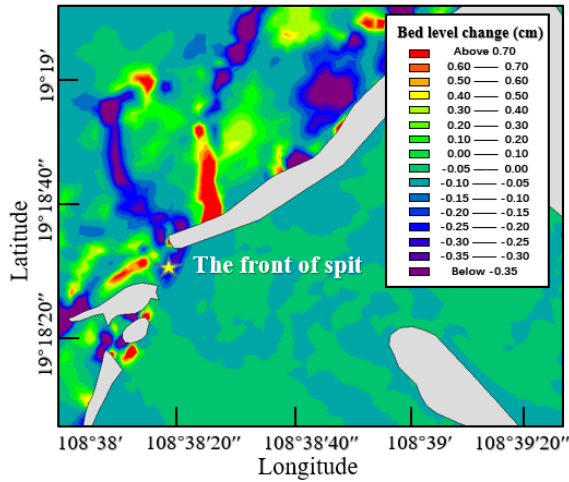 Bed level change (cm)
Above 0.70
0.60 — 0.70
0.50 — 0.60
0.40 — 0.50
0.30 — 0.40
0.20 — 0.30
0.10 — 0.20
0.00 — 0.10
-0.05 — 0.00
-0.10 — -0.05
-0.15 — -0.10
-0.20 — -0.15
-0.25 — -0.20
-0.30 — -0.25
-0.35 — -0.30
Below -0.35
19°19′
19°18′40″
19°18′20″
Latitude
The front of spit
108°38′ 108°38′20″ 108°38′40″ 108°39′ 108°39′20″
Longitude